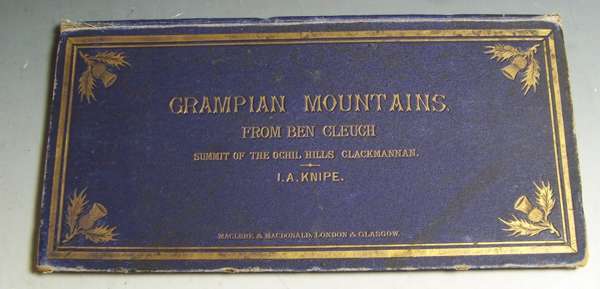 GRAMPIAN MOUNTAINS.
FROM BEN CLEUCH
SUMMIT OF THE OCHIL HILLS CLACKMANNAN.
I.A.KNIPE.
MACLURE & MACDONALD, LONDON & GLASGOW.